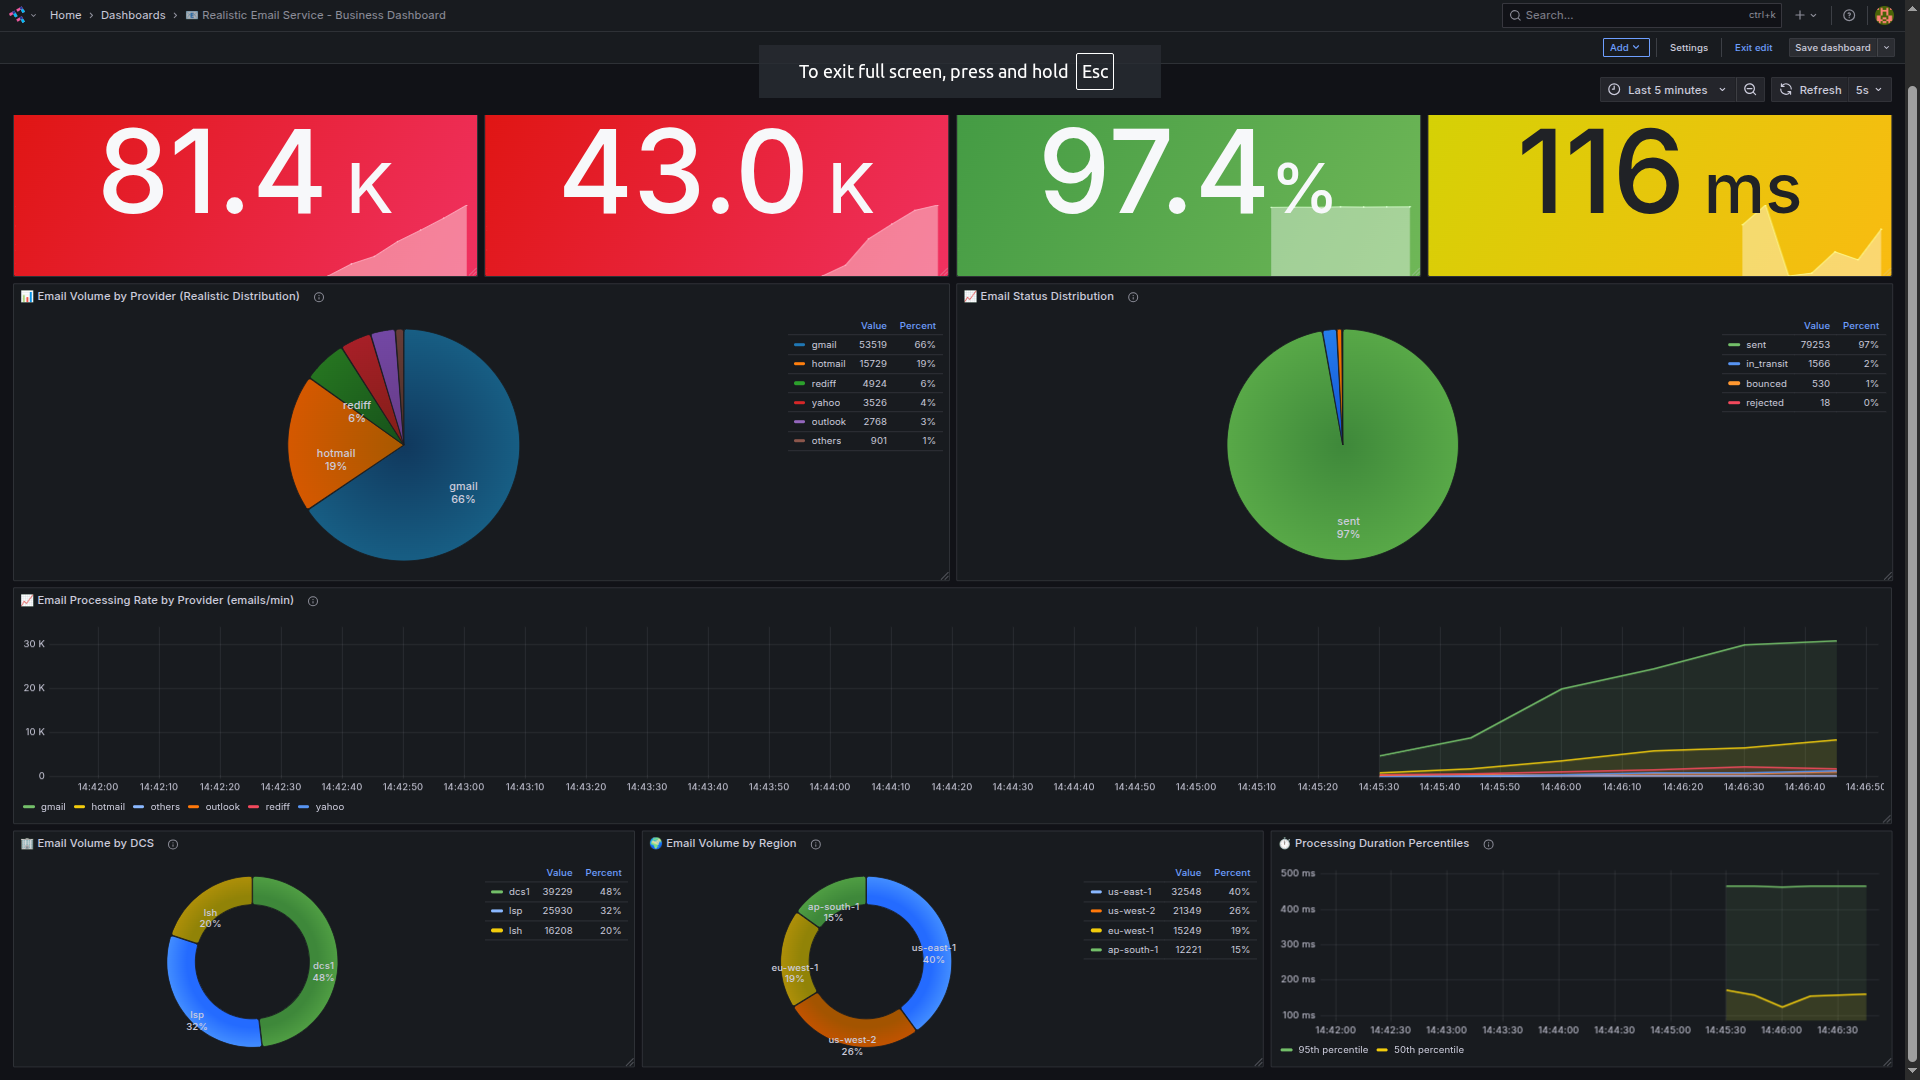 Home › Dashboards › Realistic Email Service - Business Dashboard
Search... ctrl+k
Add Settings Exit edit Save dashboard
To exit full screen, press and hold Esc
Last 5 minutes Refresh 5s
81.4 K
43.0 K
97.4%
116 ms
Email Volume by Provider (Realistic Distribution)
Value Percent
gmail 53519 66%
hotmail 15729 19%
rediff 4924 6%
yahoo 3526 4%
outlook 2768 3%
others 901 1%
rediff
6%
hotmail
19%
gmail
66%
Email Status Distribution
Value Percent
sent 79253 97%
in_transit 1566 2%
bounced 530 1%
rejected 18 0%
sent
97%
Email Processing Rate by Provider (emails/min)
30 K
20 K
10 K
0
14:42:00 14:42:10 14:42:20 14:42:30 14:42:40 14:42:50 14:43:00 14:43:10 14:43:20 14:43:30 14:43:40 14:43:50 14:44:00 14:44:10 14:44:20 14:44:30 14:44:40 14:44:50 14:45:00 14:45:10 14:45:20 14:45:30 14:45:40 14:45:50 14:46:00 14:46:10 14:46:20 14:46:30 14:46:40 14:46:50
gmail hotmail others outlook rediff yahoo
Email Volume by DCS
Value Percent
dcs1 39229 48%
lsp 25930 32%
lsh 16208 20%
lsh
20%
dcs1
48%
lsp
32%
Email Volume by Region
Value Percent
us-east-1 32548 40%
us-west-2 21349 26%
eu-west-1 15249 19%
ap-south-1 12221 15%
ap-south-1
15%
us-east-1
40%
eu-west-1
19%
us-west-2
26%
Processing Duration Percentiles
500 ms
400 ms
300 ms
200 ms
100 ms
14:42:00 14:42:30 14:43:00 14:43:30 14:44:00 14:44:30 14:45:00 14:45:30 14:46:00 14:46:30
95th percentile 50th percentile